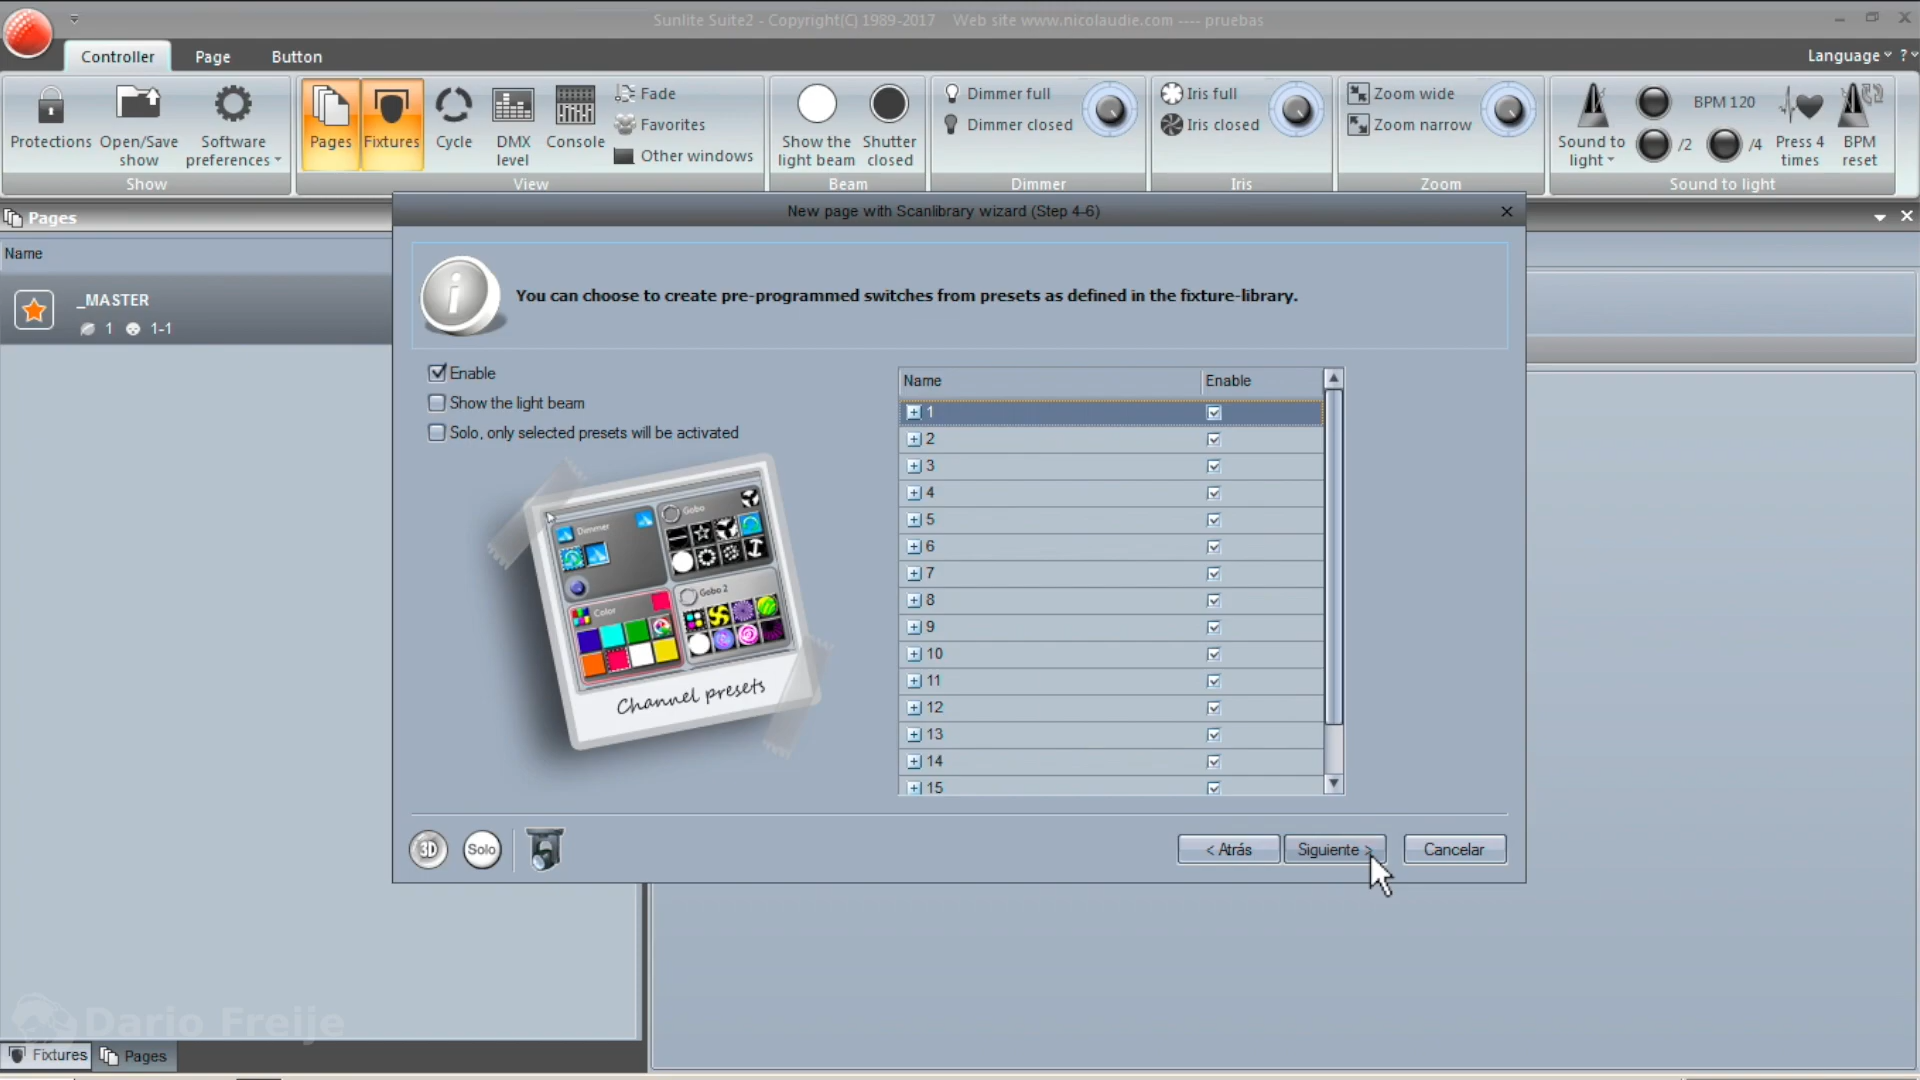 Sunlite Suite2 - Copyright(C) 1989-2017 Web site www.nicolaudie.com ---- pruebas
Controller Page Button Language ?
Protections Open/Save show Software preferences
Show
Pages Fixtures Cycle DMX level Console
Fade
Favorites
Other windows
View
Show the light beam Shutter closed
Beam
Dimmer full
Dimmer closed
Dimmer
Iris full
Iris closed
Iris
Zoom wide
Zoom narrow
Zoom
Sound to light /2 BPM 120 /4 Press 4 times BPM reset
Sound to light
Pages
Name
_MASTER
1 1-1
New page with Scanlibrary wizard (Step 4-6)
You can choose to create pre-programmed switches from presets as defined in the fixture-library.
Enable
Show the light beam
Solo, only selected presets will be activated
Dimmer
Gobo
Color
Gobo 2
Channel presets
Name Enable
1
2
3
4
5
6
7
8
9
10
11
12
13
14
15
3D Solo
< Atrás Siguiente > Cancelar
Dario Freije
Fixtures Pages